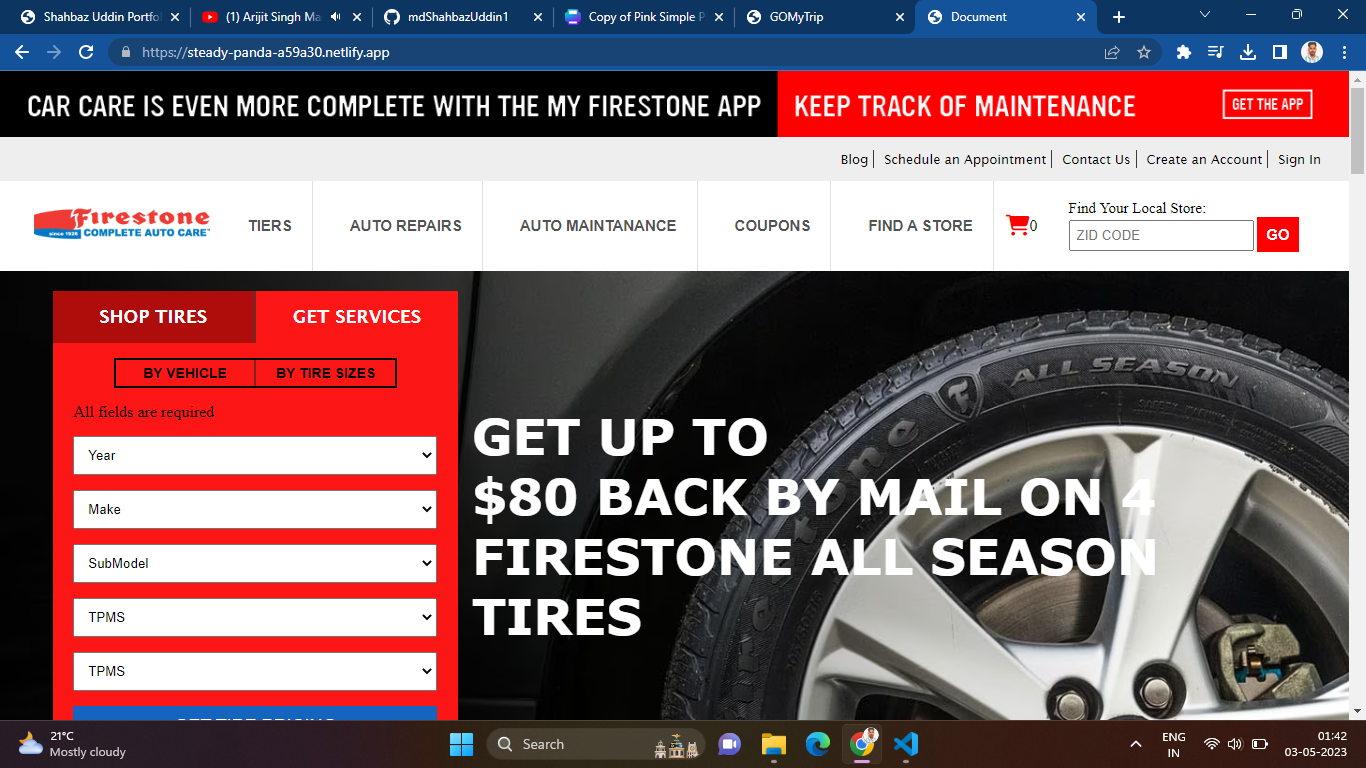 Shahbaz Uddin Portfo
(1) Arijit Singh Ma
mdShahbazUddin1
Copy of Pink Simple P
GOMyTrip
Document
https://steady-panda-a59a30.netlify.app
CAR CARE IS EVEN MORE COMPLETE WITH THE MY FIRESTONE APP
KEEP TRACK OF MAINTENANCE
GET THE APP
Blog
Schedule an Appointment
Contact Us
Create an Account
Sign In
Firestone
since 1926 COMPLETE AUTO CARE
TIERS
AUTO REPAIRS
AUTO MAINTANANCE
COUPONS
FIND A STORE
0
Find Your Local Store:
ZID CODE
GO
SHOP TIRES
GET SERVICES
BY VEHICLE
BY TIRE SIZES
All fields are required
Year
Make
SubModel
TPMS
TPMS
GET TIRE PRICING
GET UP TO
$80 BACK BY MAIL ON 4
FIRESTONE ALL SEASON
TIRES
ALL SEASON
F
Firestone
21°C
Mostly cloudy
Search
ENG
IN
01:42
03-05-2023